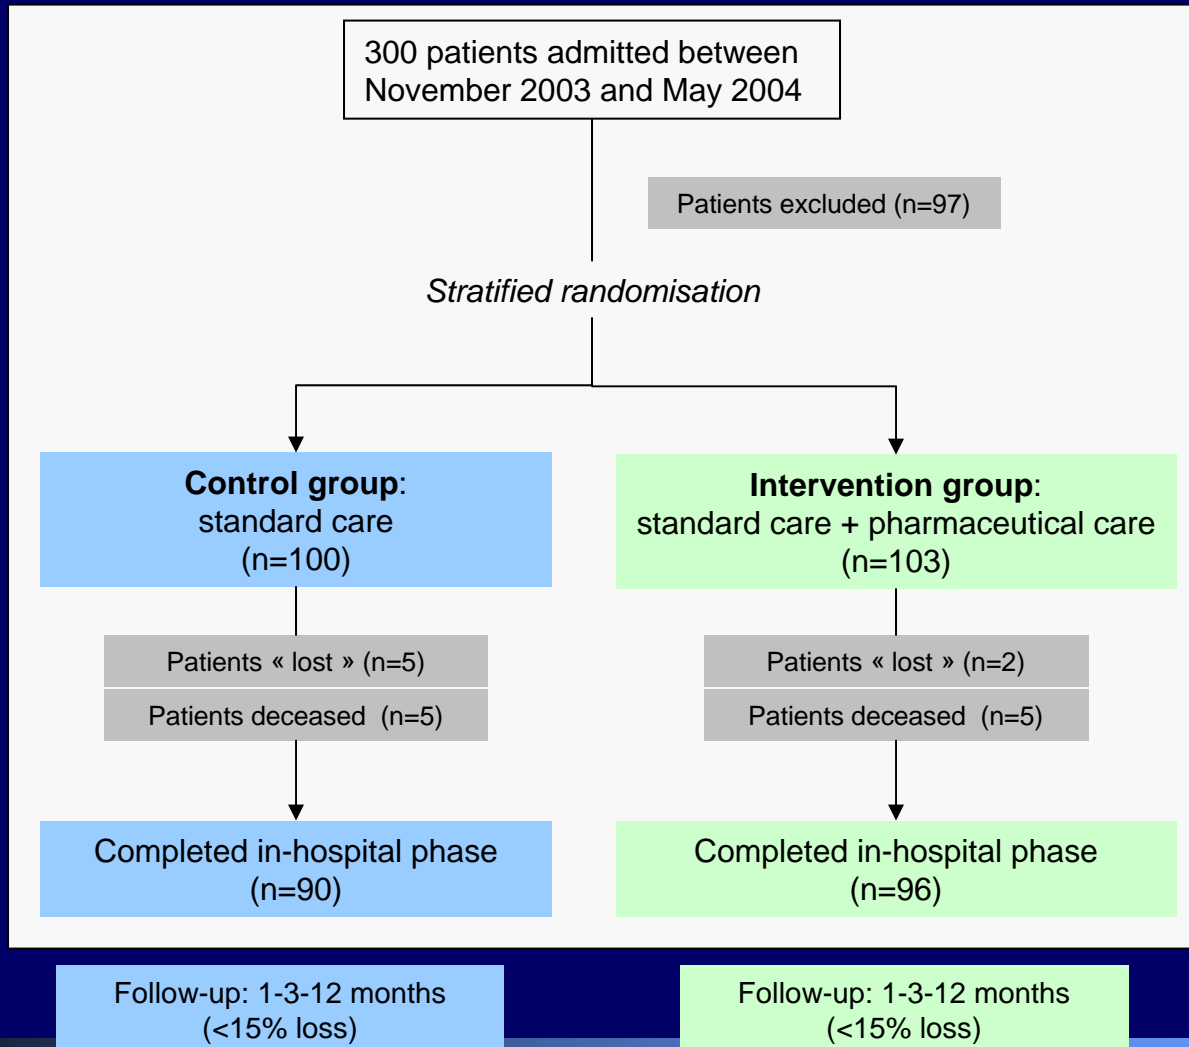 300 patients admitted between
November 2003 and May 2004
Patients excluded (n=97)
Stratified randomisation
Control group:
standard care
(n=100)
Intervention group:
standard care + pharmaceutical care
(n=103)
Patients « lost » (n=5)
Patients deceased (n=5)
Patients « lost » (n=2)
Patients deceased (n=5)
Completed in-hospital phase
(n=90)
Completed in-hospital phase
(n=96)
Follow-up: 1-3-12 months
(<15% loss)
Follow-up: 1-3-12 months
(<15% loss)